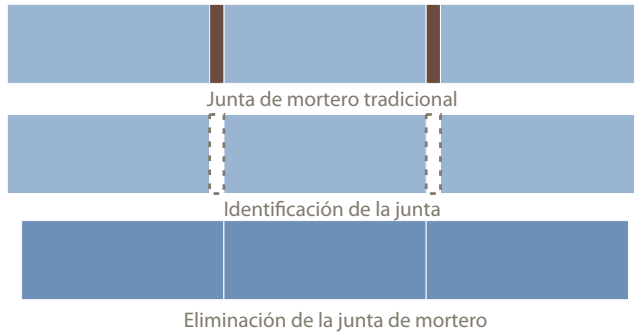 Junta de mortero tradicional
Identificación de la junta
Eliminación de la junta de mortero